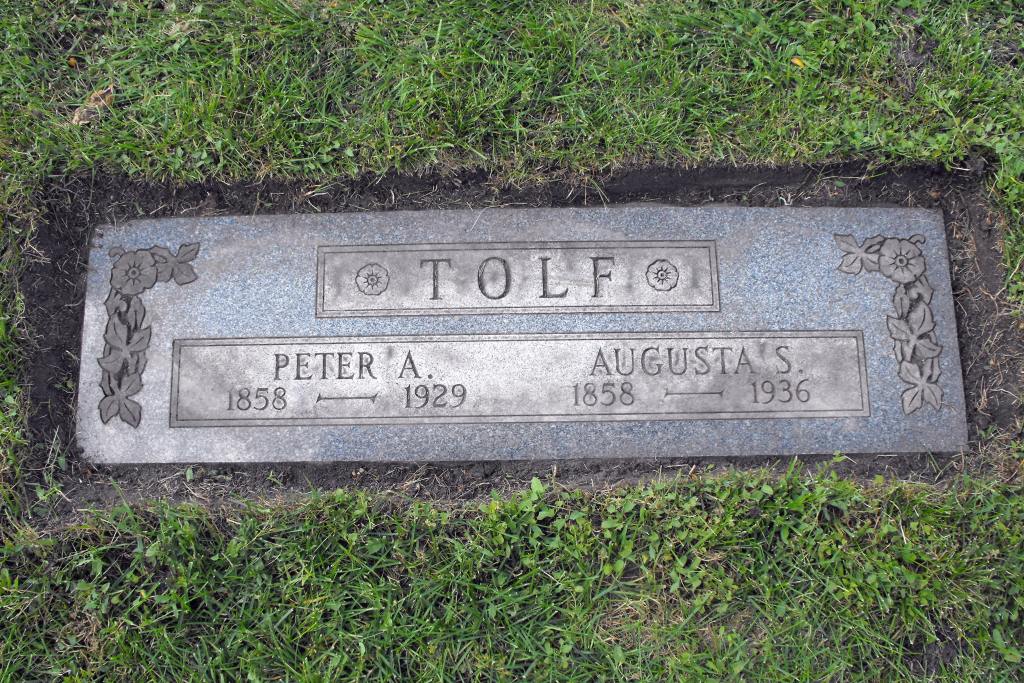 TOLF
PETER A. AUGUSTA S.
1858 — 1929 1858 — 1936